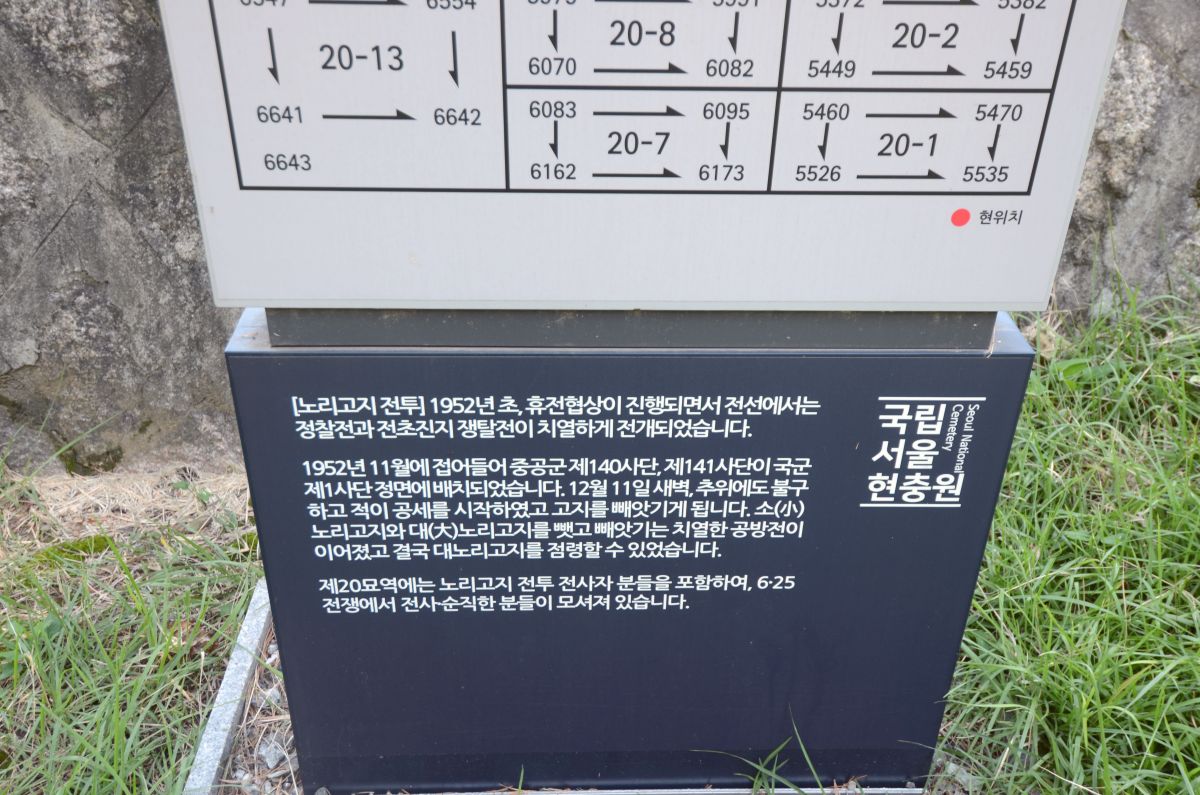 6554
20-13
6641 6642
6643
20-8
6070 6082
6083 6095
20-7
6162 6173
5372 5382
20-2
5449 5459
5460 5470
20-1
5526 5535
현위치
[노리고지 전투] 1952년 초, 휴전협상이 진행되면서 전선에서는
정찰전과 전초진지 쟁탈전이 치열하게 전개되었습니다.
1952년 11월에 접어들어 중공군 제140사단, 제141사단이 국군
제1사단 정면에 배치되었습니다. 12월 11일 새벽, 추위에도 불구
하고 적이 공세를 시작하였고 고지를 빼앗기게 됩니다. 소(小)
노리고지와 대(大)노리고지를 뺏고 빼앗기는 치열한 공방전이
이어졌고 결국 대노리고지를 점령할 수 있었습니다.
제20묘역에는 노리고지 전투 전사자 분들을 포함하여, 6·25
전쟁에서 전사·순직한 분들이 모셔져 있습니다.
국립
서울
현충원
Seoul National
Cemetery